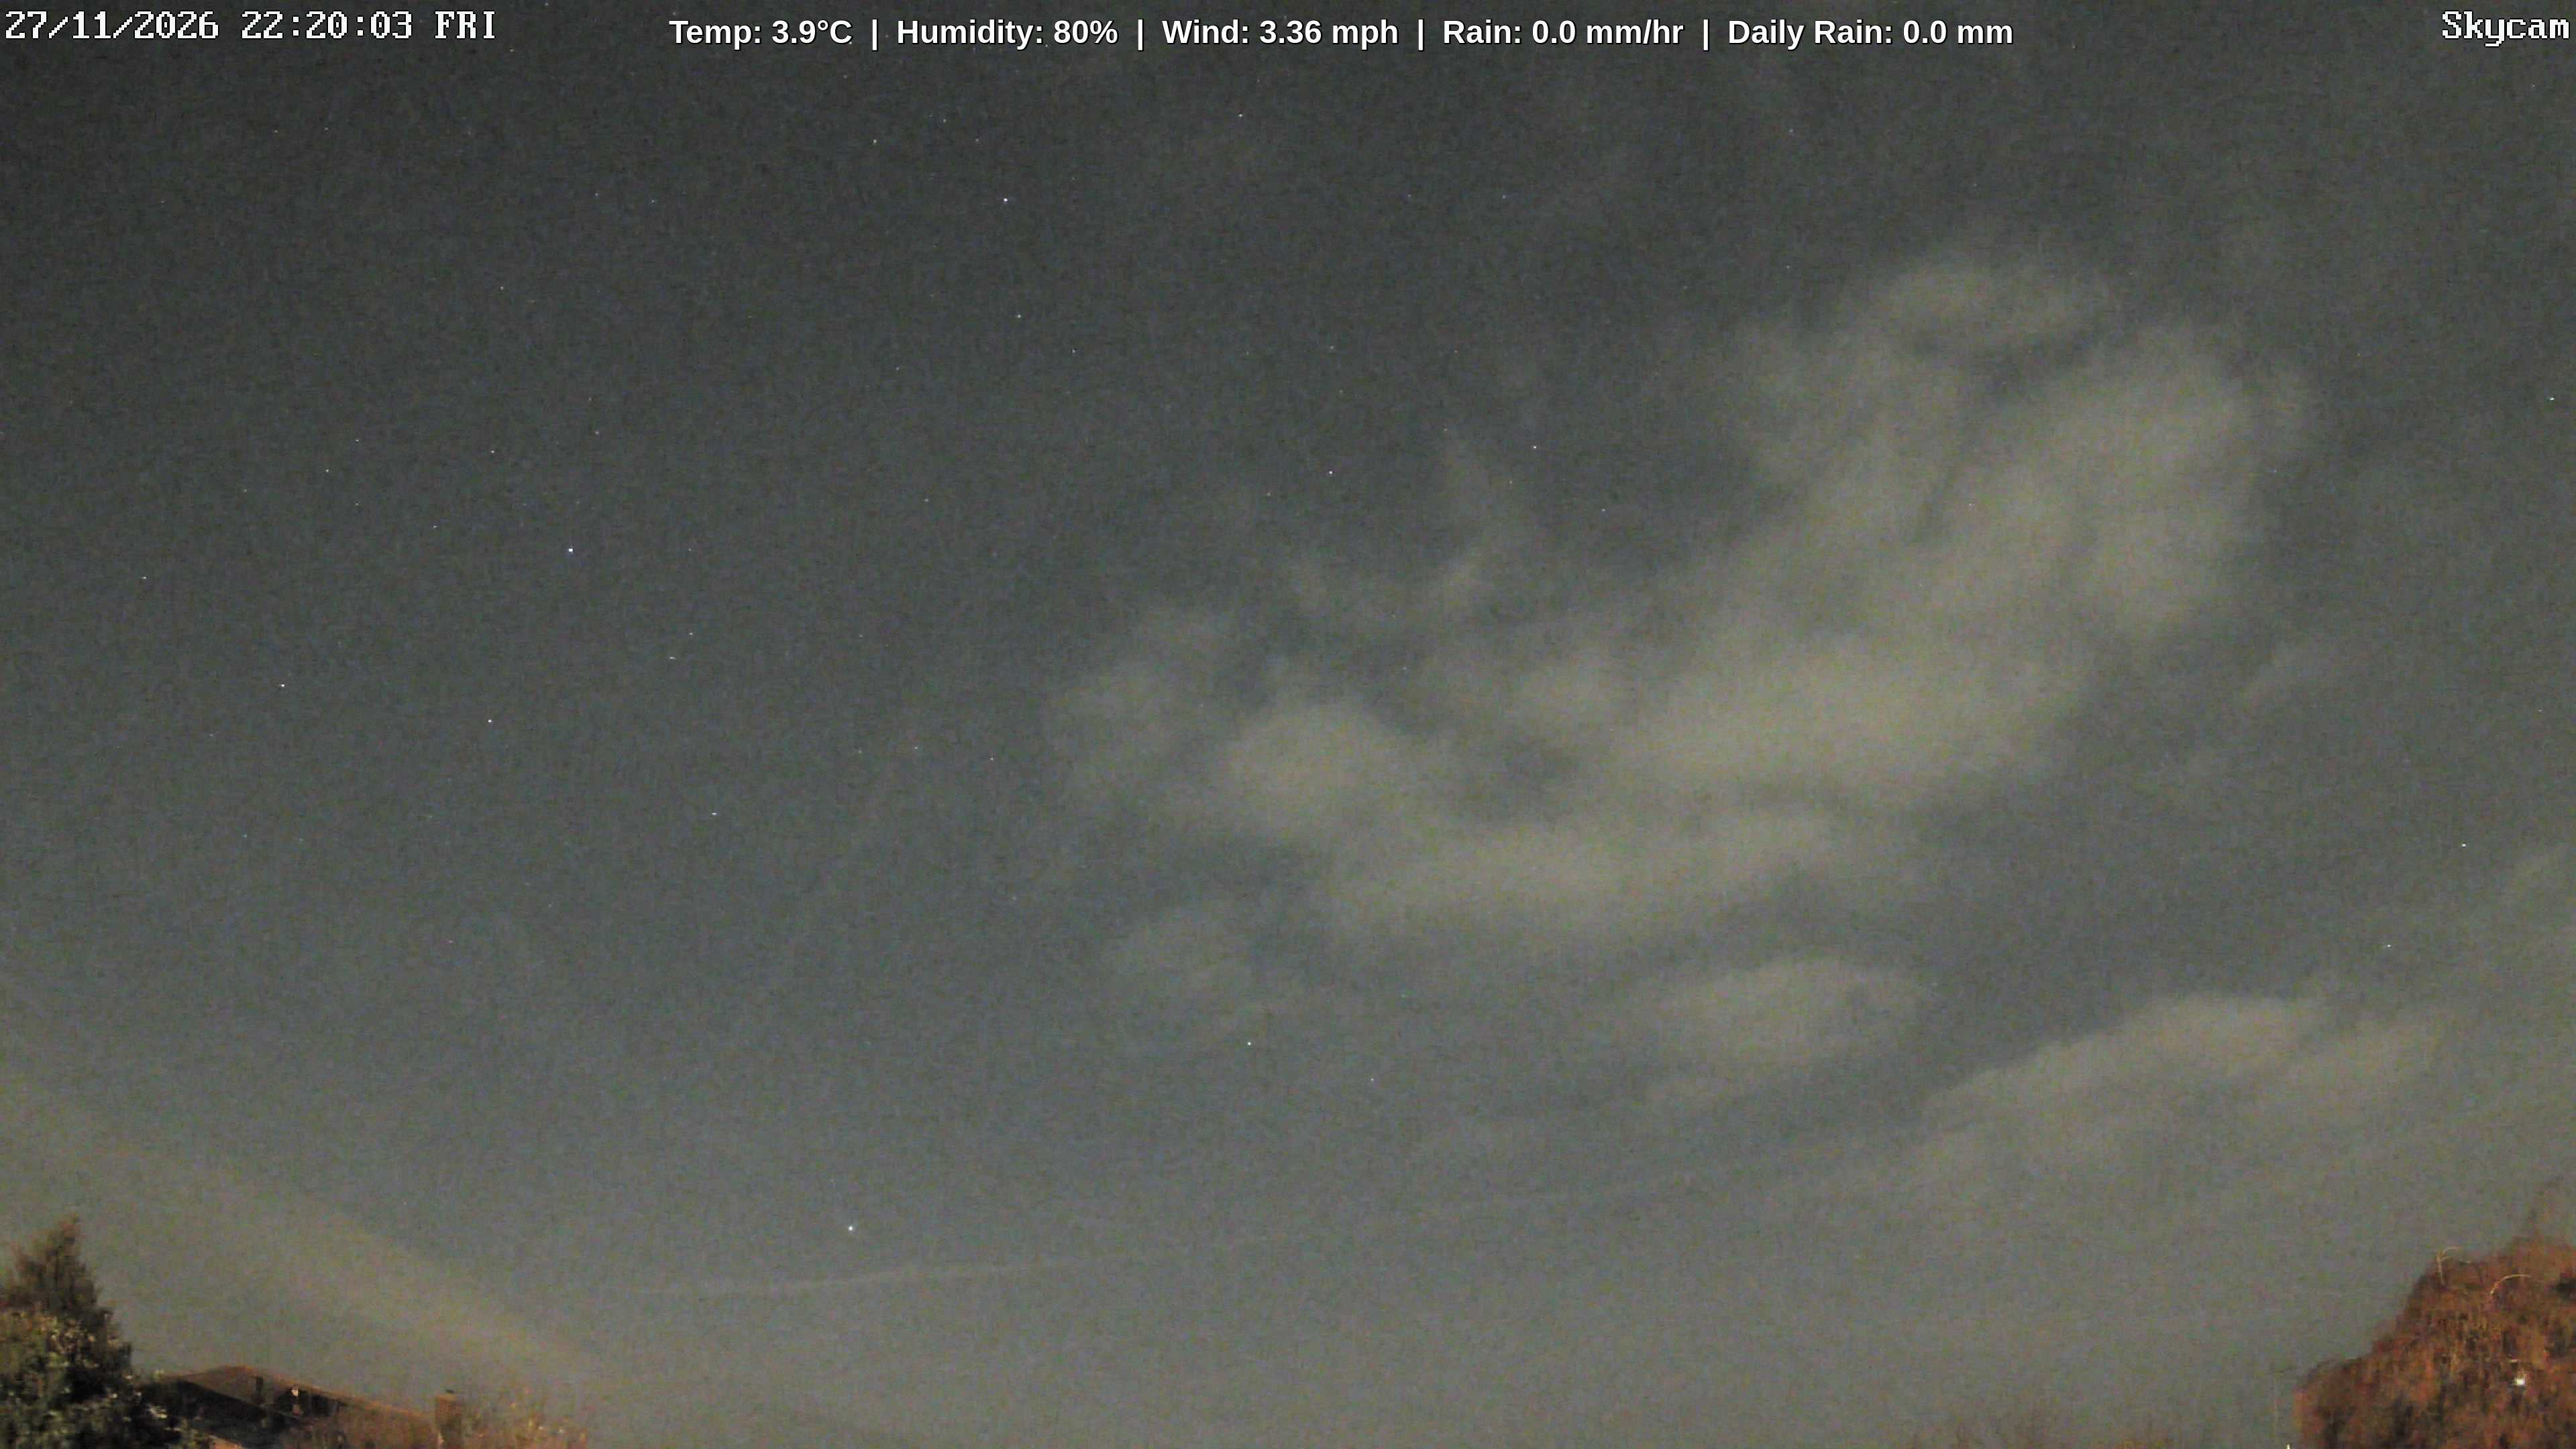 27/11/2026 22:20:03 FRI
Temp: 3.9°C | Humidity: 80% | Wind: 3.36 mph | Rain: 0.0 mm/hr | Daily Rain: 0.0 mm
Skycam